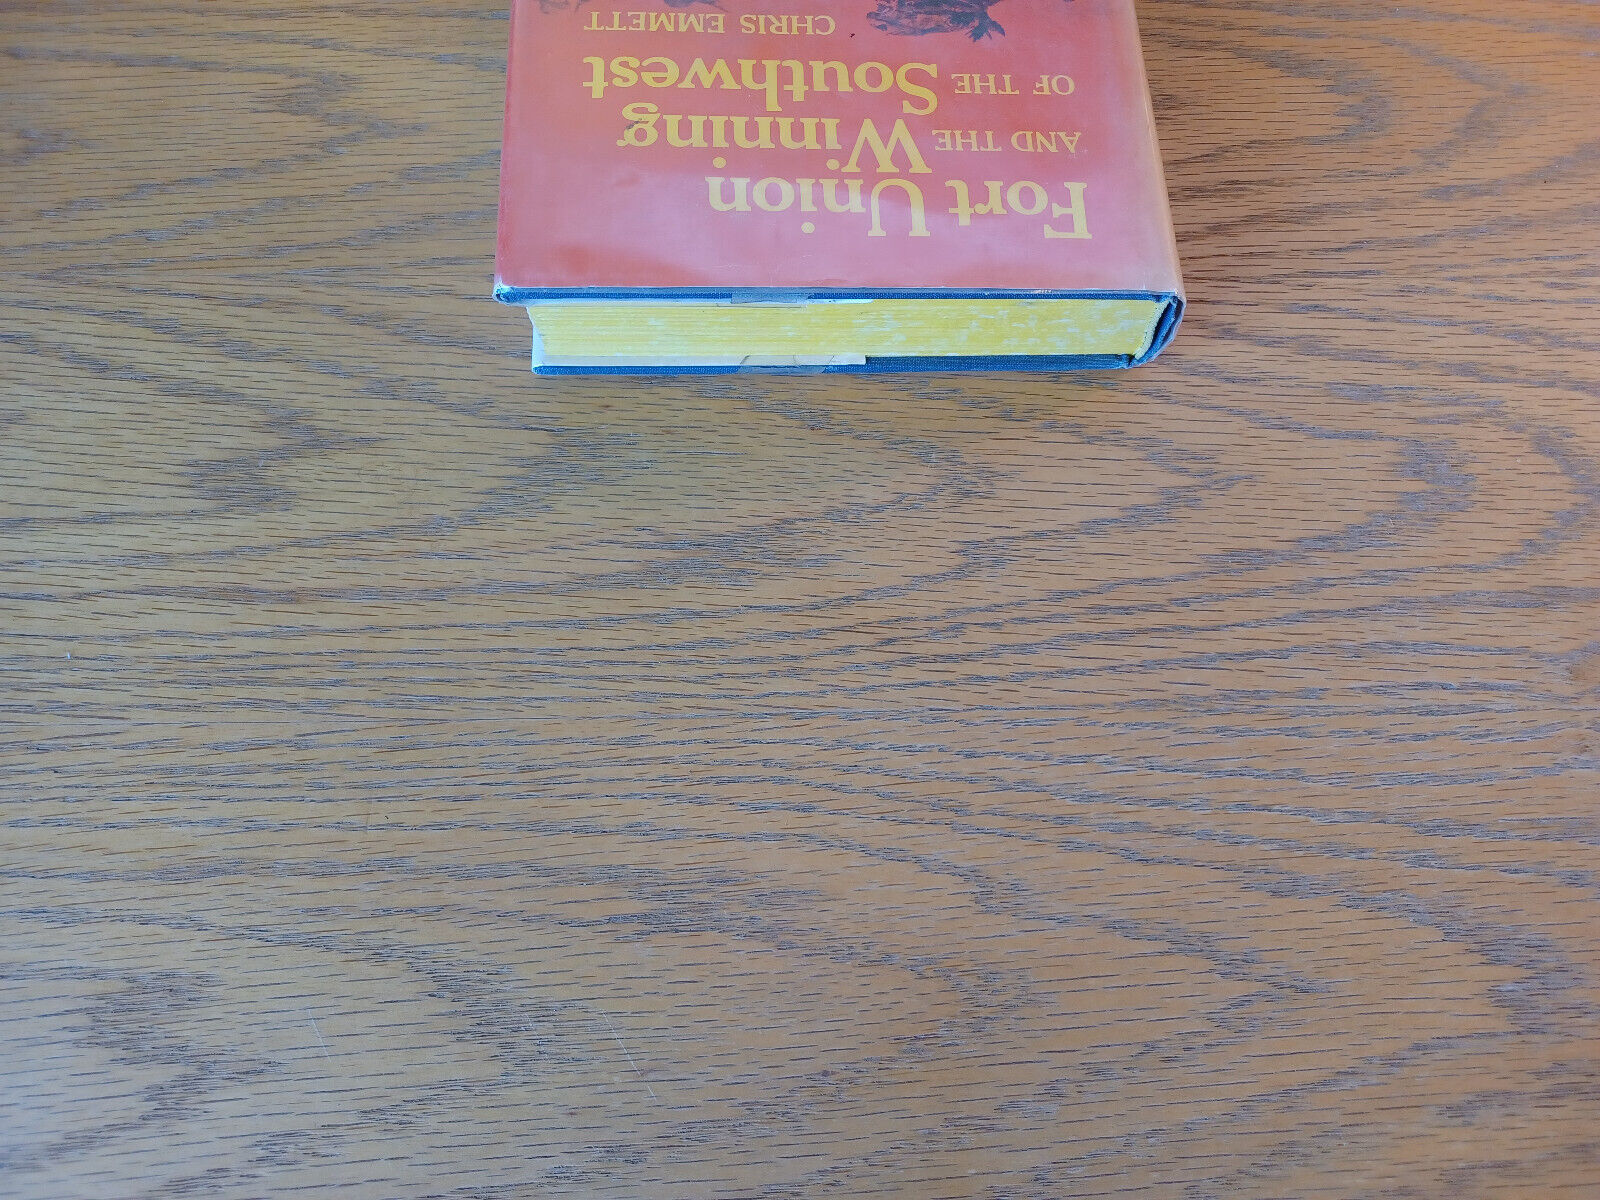 Fort Union
AND THE Winning
OF THE Southwest
CHRIS EMMETT